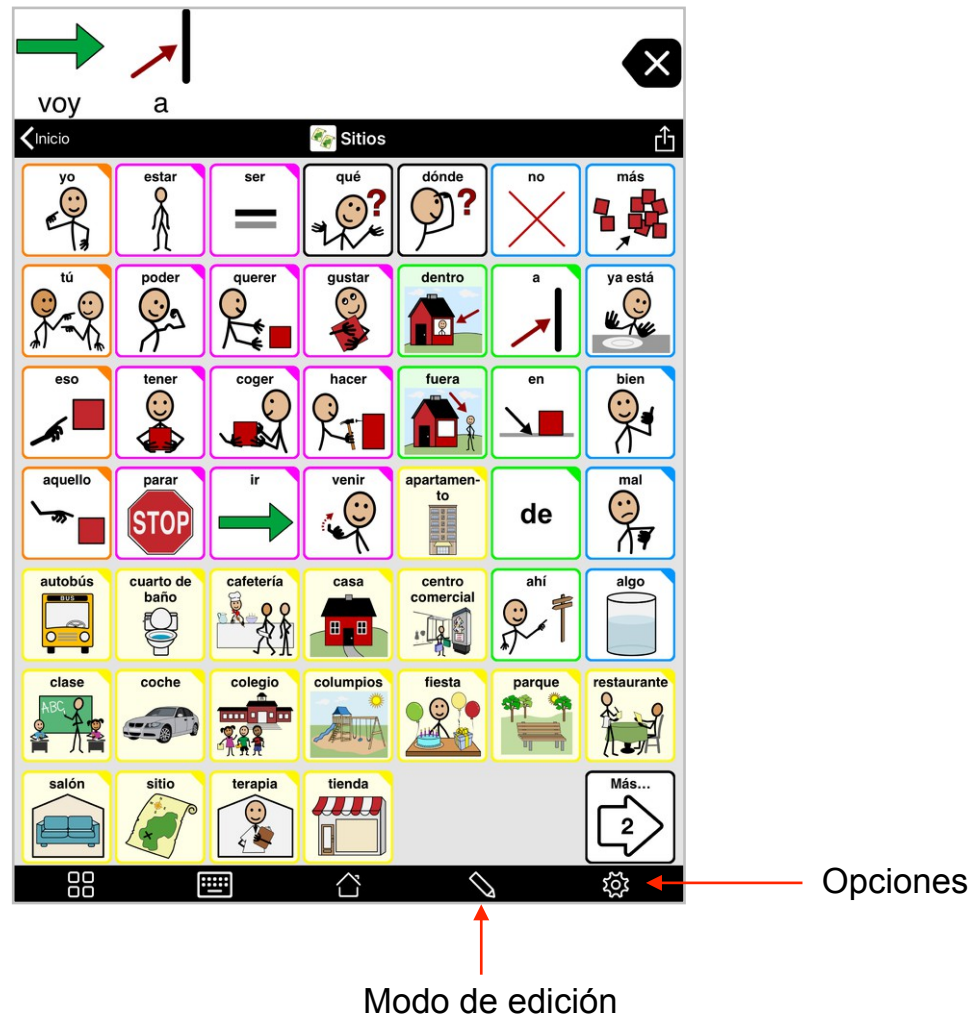 voy a
Inicio Sitios
yo estar ser qué dónde no más
? ?
tú poder querer gustar dentro a ya está
eso tener coger hacer fuera en bien
aquello parar ir venir apartamen-
to mal
STOP de
autobús cuarto de
baño cafetería casa centro
comercial ahí algo
BUS
clase coche colegio columpios fiesta parque restaurante
ABC
salón sitio terapia tienda Más...
2
Opciones
Modo de edición